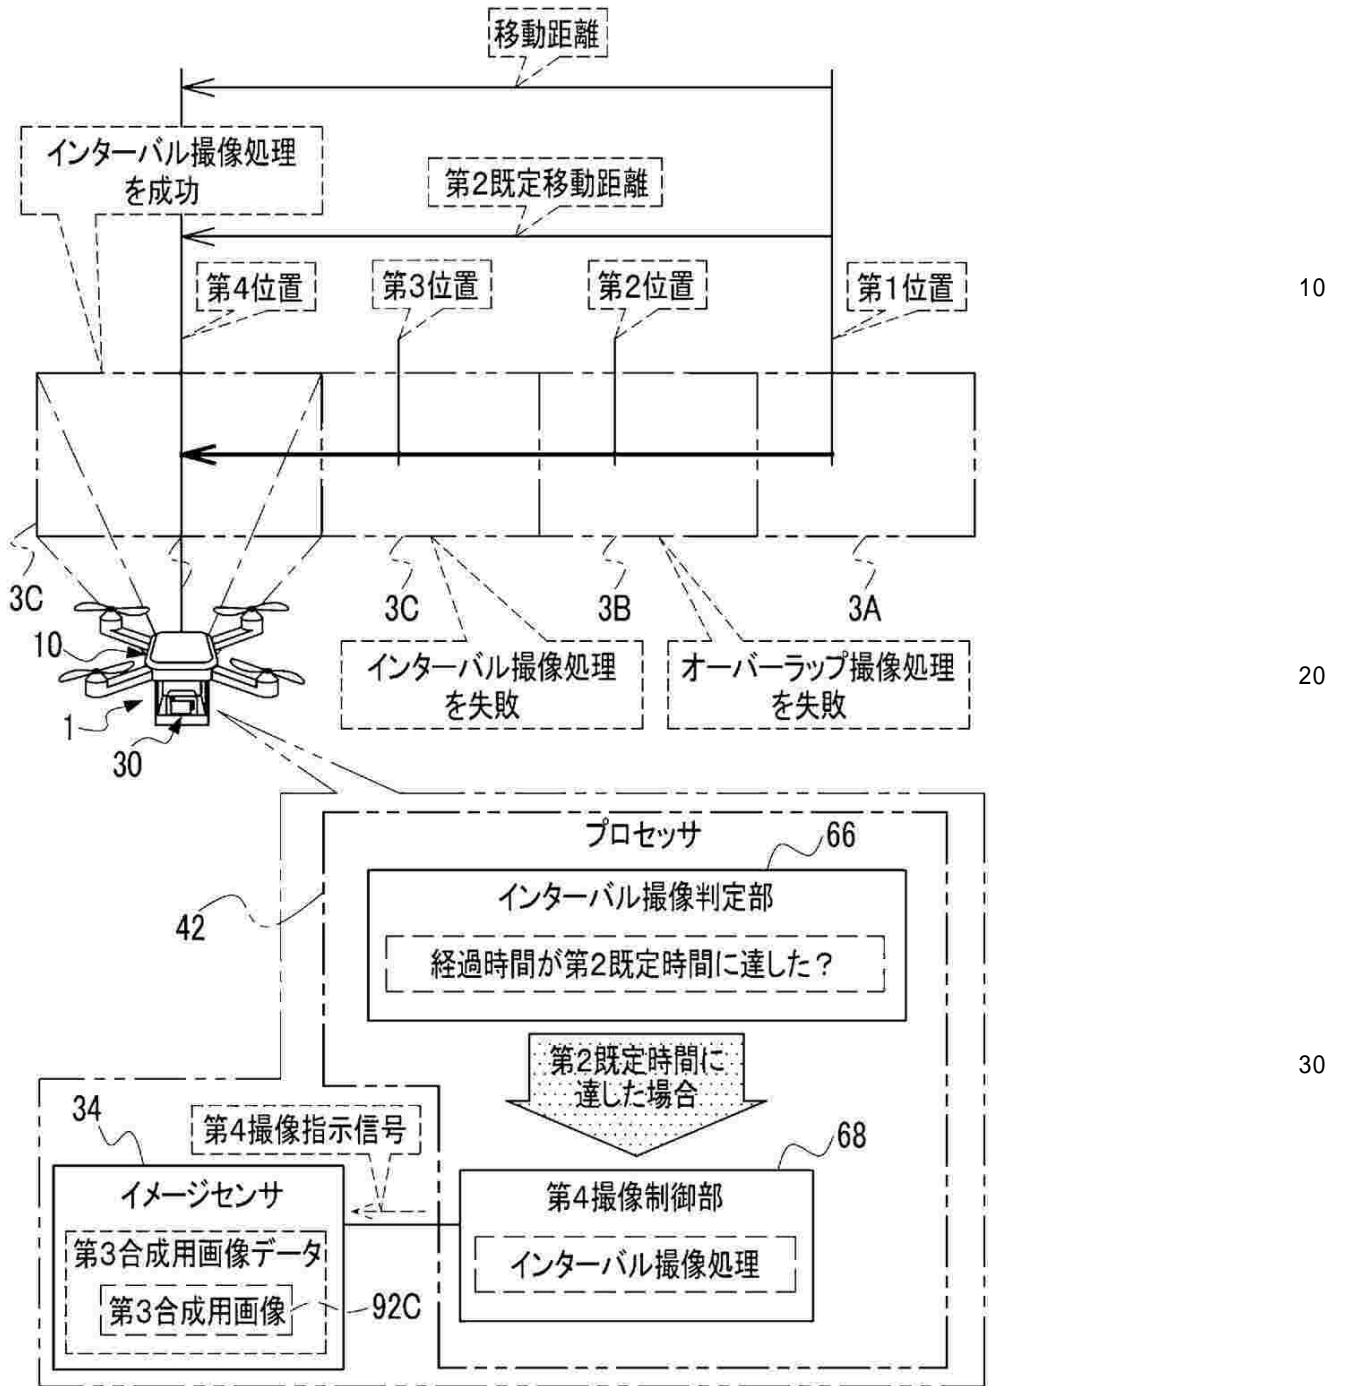 移動距離
インターバル撮像処理
を成功
第2既定移動距離
第4位置
第3位置
第2位置
第1位置
10
3C
3C
3B
3A
10
1
30
インターバル撮像処理
を失敗
オーバーラップ撮像処理
を失敗
20
プロセッサ
66
インターバル撮像判定部
42
経過時間が第2既定時間に達した？
第2既定時間に
達した場合
30
34
第4撮像指示信号
68
イメージセンサ
第4撮像制御部
第3合成用画像データ
インターバル撮像処理
第3合成用画像
92C